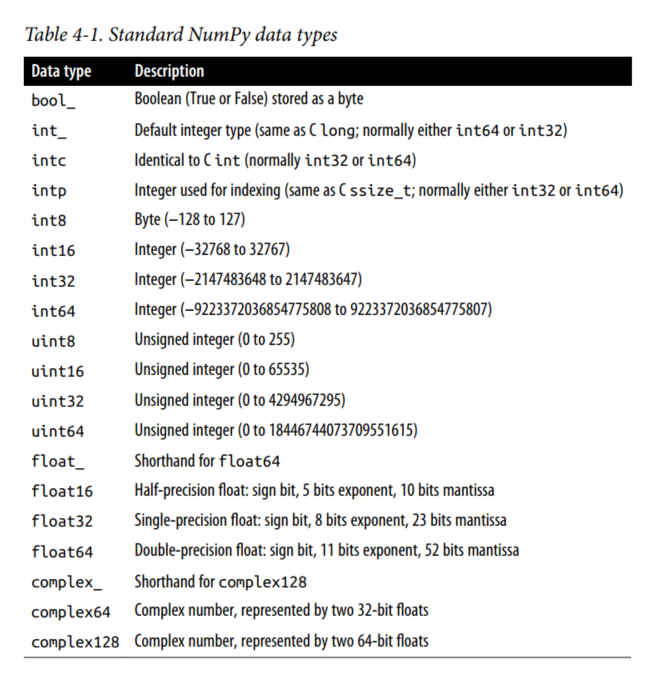 Table 4-1. Standard NumPy data types
Data type Description
bool_ Boolean (True or False) stored as a byte
int_ Default integer type (same as C long; normally either int64 or int32)
intc Identical to C int (normally int32 or int64)
intp Integer used for indexing (same as C ssize_t; normally either int32 or int64)
int8 Byte (–128 to 127)
int16 Integer (–32768 to 32767)
int32 Integer (–2147483648 to 2147483647)
int64 Integer (–9223372036854775808 to 9223372036854775807)
uint8 Unsigned integer (0 to 255)
uint16 Unsigned integer (0 to 65535)
uint32 Unsigned integer (0 to 4294967295)
uint64 Unsigned integer (0 to 18446744073709551615)
float_ Shorthand for float64
float16 Half-precision float: sign bit, 5 bits exponent, 10 bits mantissa
float32 Single-precision float: sign bit, 8 bits exponent, 23 bits mantissa
float64 Double-precision float: sign bit, 11 bits exponent, 52 bits mantissa
complex_ Shorthand for complex128
complex64 Complex number, represented by two 32-bit floats
complex128 Complex number, represented by two 64-bit floats